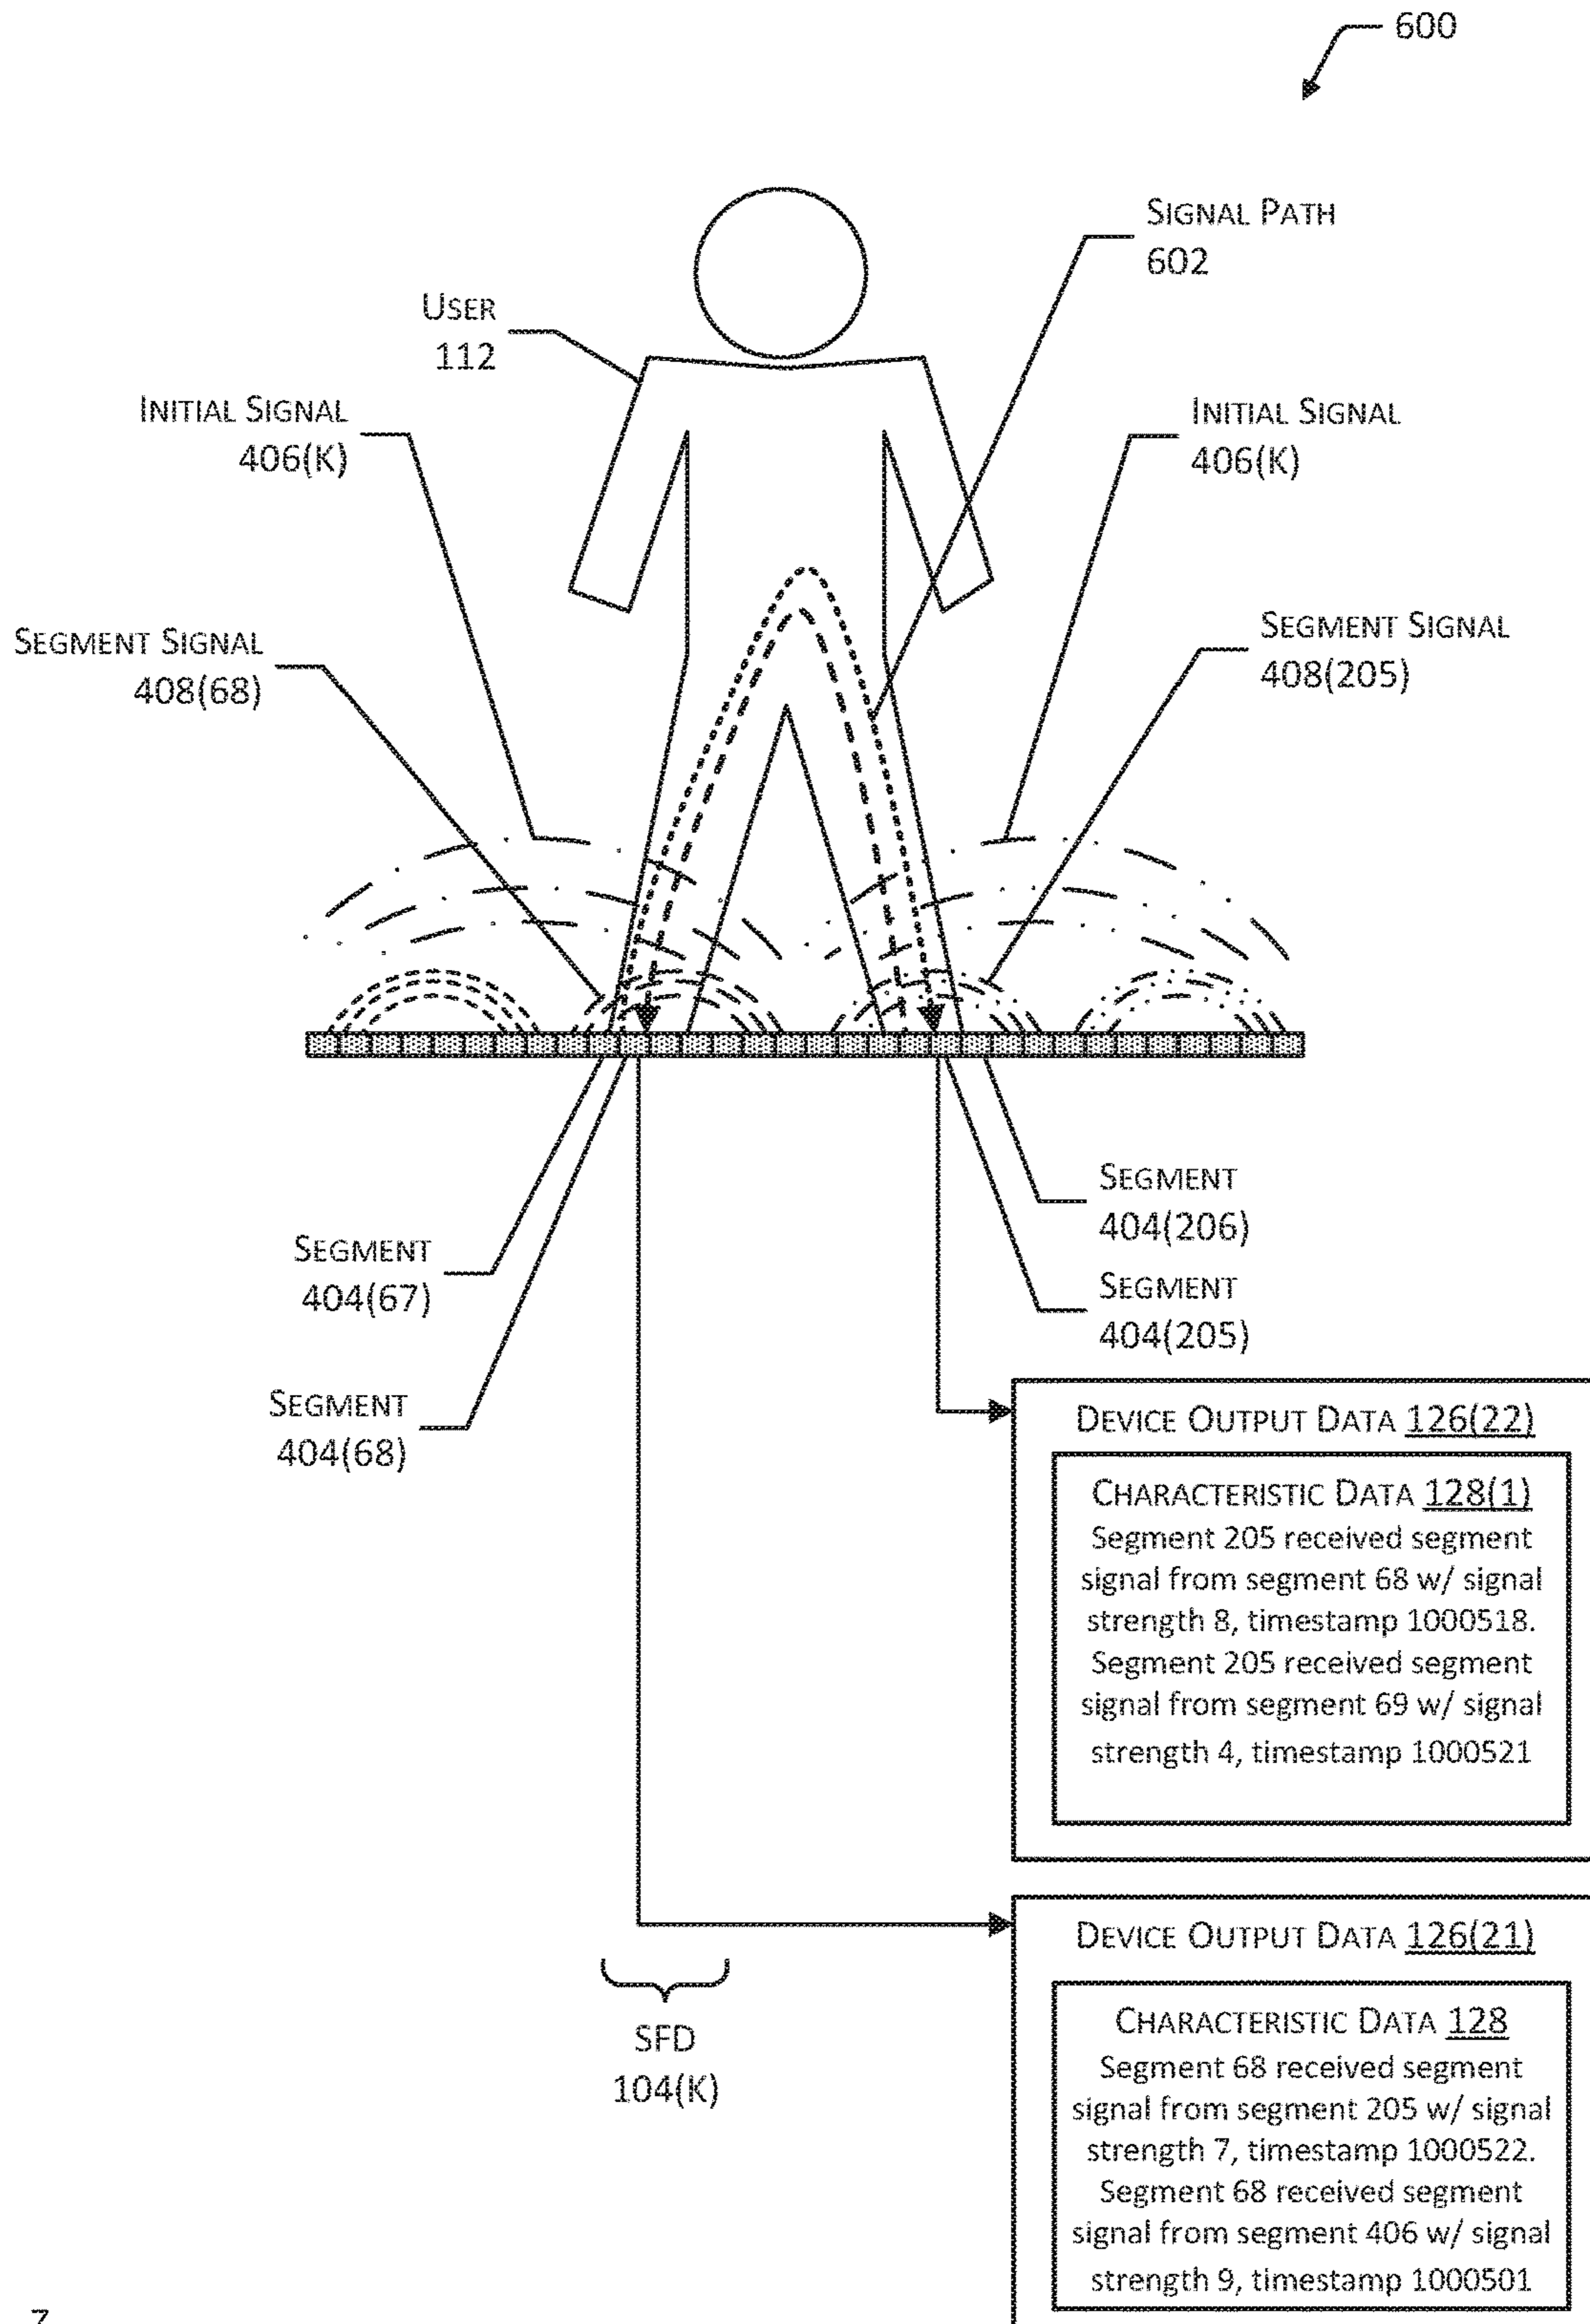 600
SIGNAL PATH
602
USER
112
INITIAL SIGNAL
406(K)
INITIAL SIGNAL
406(K)
SEGMENT SIGNAL
408(68)
SEGMENT SIGNAL
408(205)
SEGMENT
404(206)
SEGMENT
404(67)
SEGMENT
404(205)
SEGMENT
404(68)
DEVICE OUTPUT DATA 126(22)
CHARACTERISTIC DATA 128(1)
Segment 205 received segment
signal from segment 68 w/ signal
strength 8, timestamp 1000518.
Segment 205 received segment
signal from segment 69 w/ signal
strength 4, timestamp 1000521
DEVICE OUTPUT DATA 126(21)
CHARACTERISTIC DATA 128
Segment 68 received segment
signal from segment 205 w/ signal
strength 7, timestamp 1000522.
Segment 68 received segment
signal from segment 406 w/ signal
strength 9, timestamp 1000501
SFD
104(K)